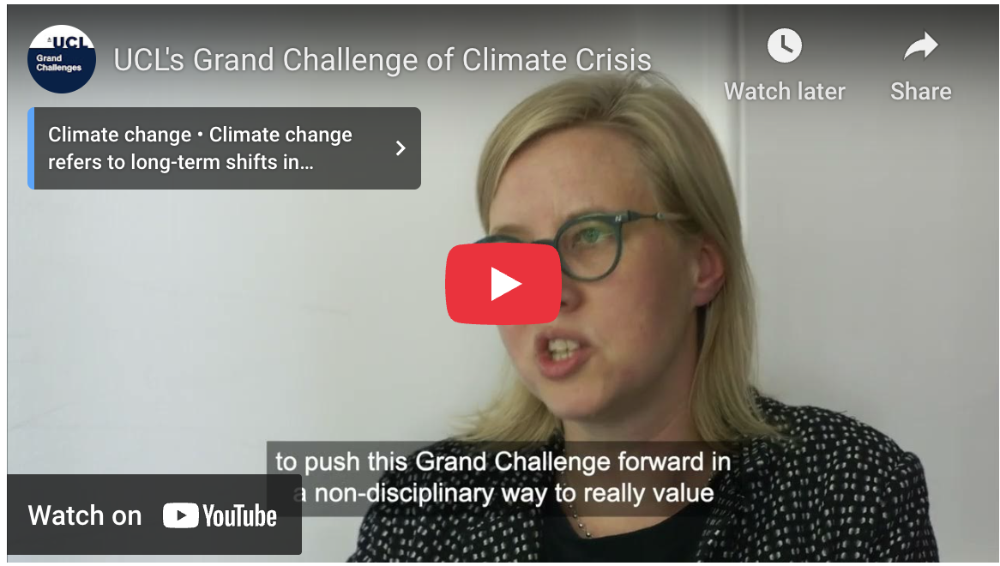 UCL
Grand
Challenges
UCL's Grand Challenge of Climate Crisis
Watch later
Share
Climate change • Climate change
refers to long-term shifts in...
to push this Grand Challenge forward in
a non-disciplinary way to really value
Watch on YouTube